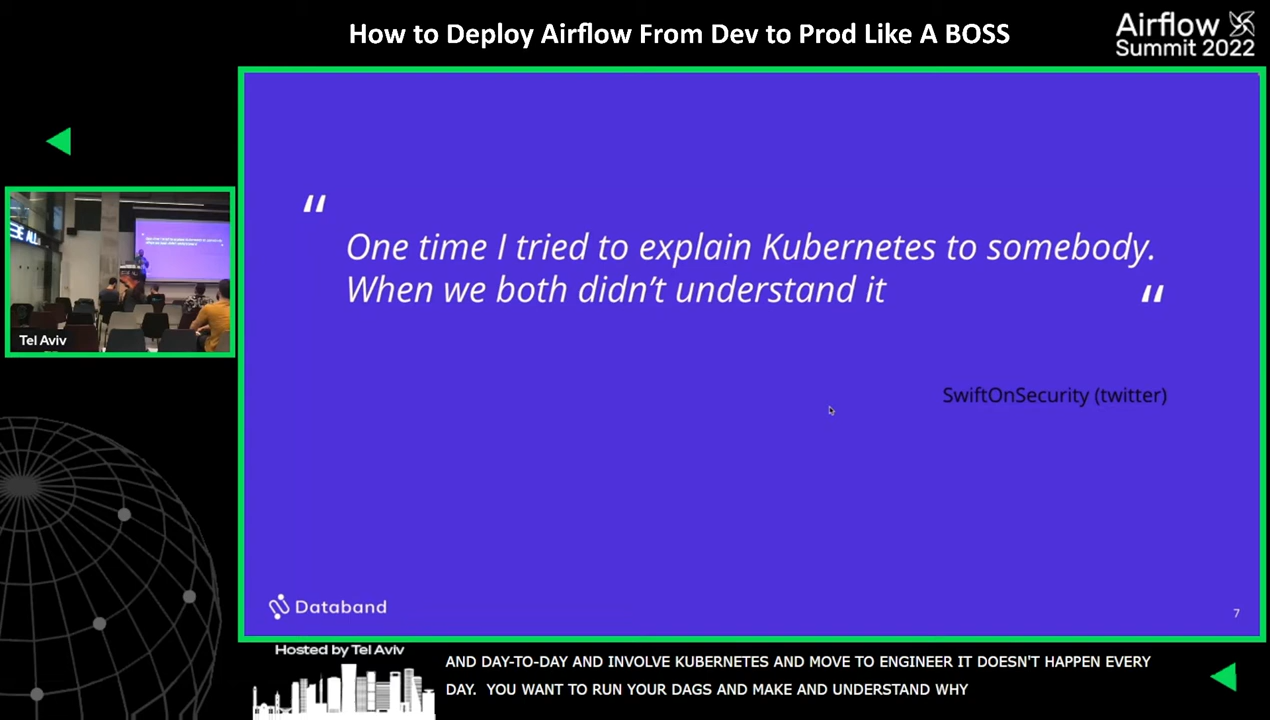 How to Deploy Airflow From Dev to Prod Like A BOSS
Airflow
Summit 2022
“
One time I tried to explain Kubernetes to somebody.
When we both didn’t understand it
“
SwiftOnSecurity (twitter)
Tel Aviv
Databand
7
Hosted by Tel Aviv
AND DAY-TO-DAY AND INVOLVE KUBERNETES AND MOVE TO ENGINEER IT DOESN'T HAPPEN EVERY
DAY. YOU WANT TO RUN YOUR DAGS AND MAKE AND UNDERSTAND WHY